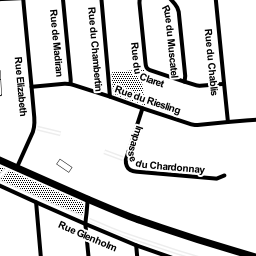 Rue Elizabeth
Rue de Madiran
Rue du Chambertin
Rue du Claret
Rue du Muscatel
Rue du Chablis
Rue du Riesling
Impasse du Chardonnay
Rue Glenholm